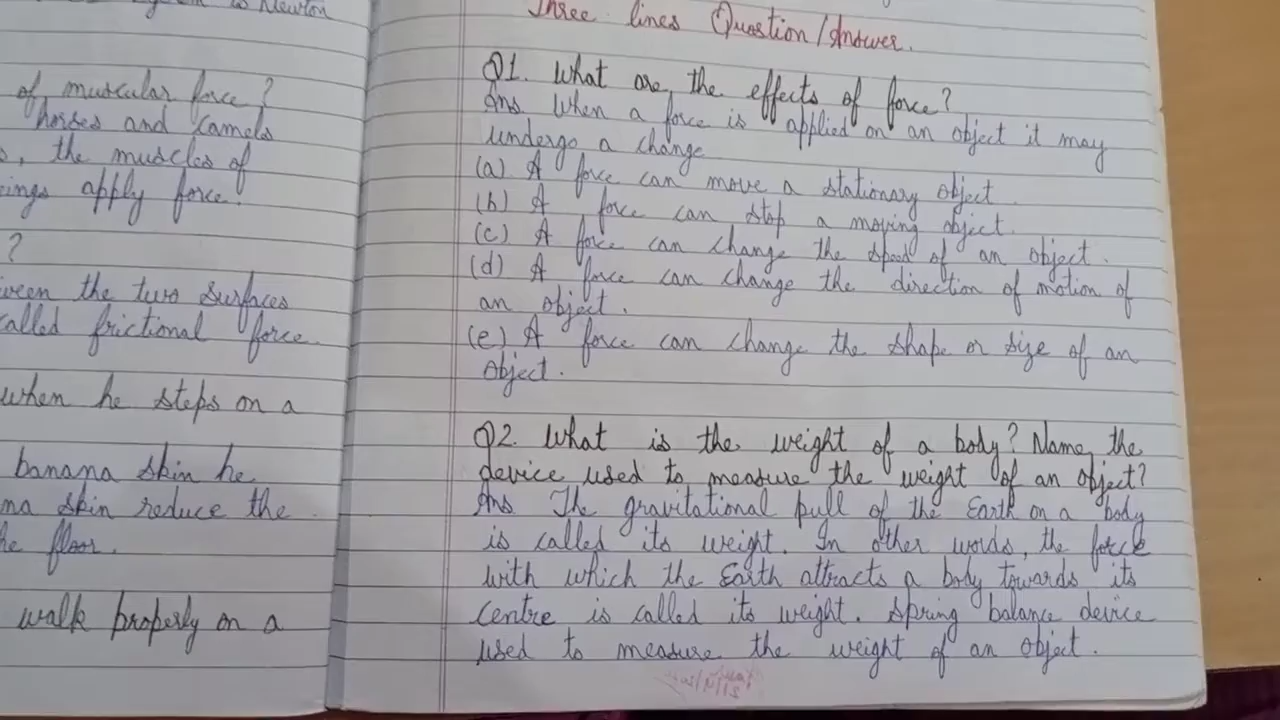 is Newton
of muscular force?
horses and camels
s, the muscles of
eings apply force.
?
ween the two surfaces
called frictional force.
when he steps on a
banana skin he
na skin reduce the
he floor.
walk properly on a
Three lines Question/Answer.
Q1. What are the effects of force?
Ans When a force is applied on an object it may
undergo a change
(a) A force can move a stationary object.
(b) A force can stop a moving object.
(c) A force can change the speed of an object.
(d) A force can change the direction of motion of
an object.
(e) A force can change the shape or size of an
object.
Q2. What is the weight of a body? Name the
device used to measure the weight of an object?
Ans The gravitational pull of the Earth on a body
is called its weight. In other words, the force
with which the Earth attracts a body towards its
centre is called its weight. Spring balance device
used to measure the weight of an object.